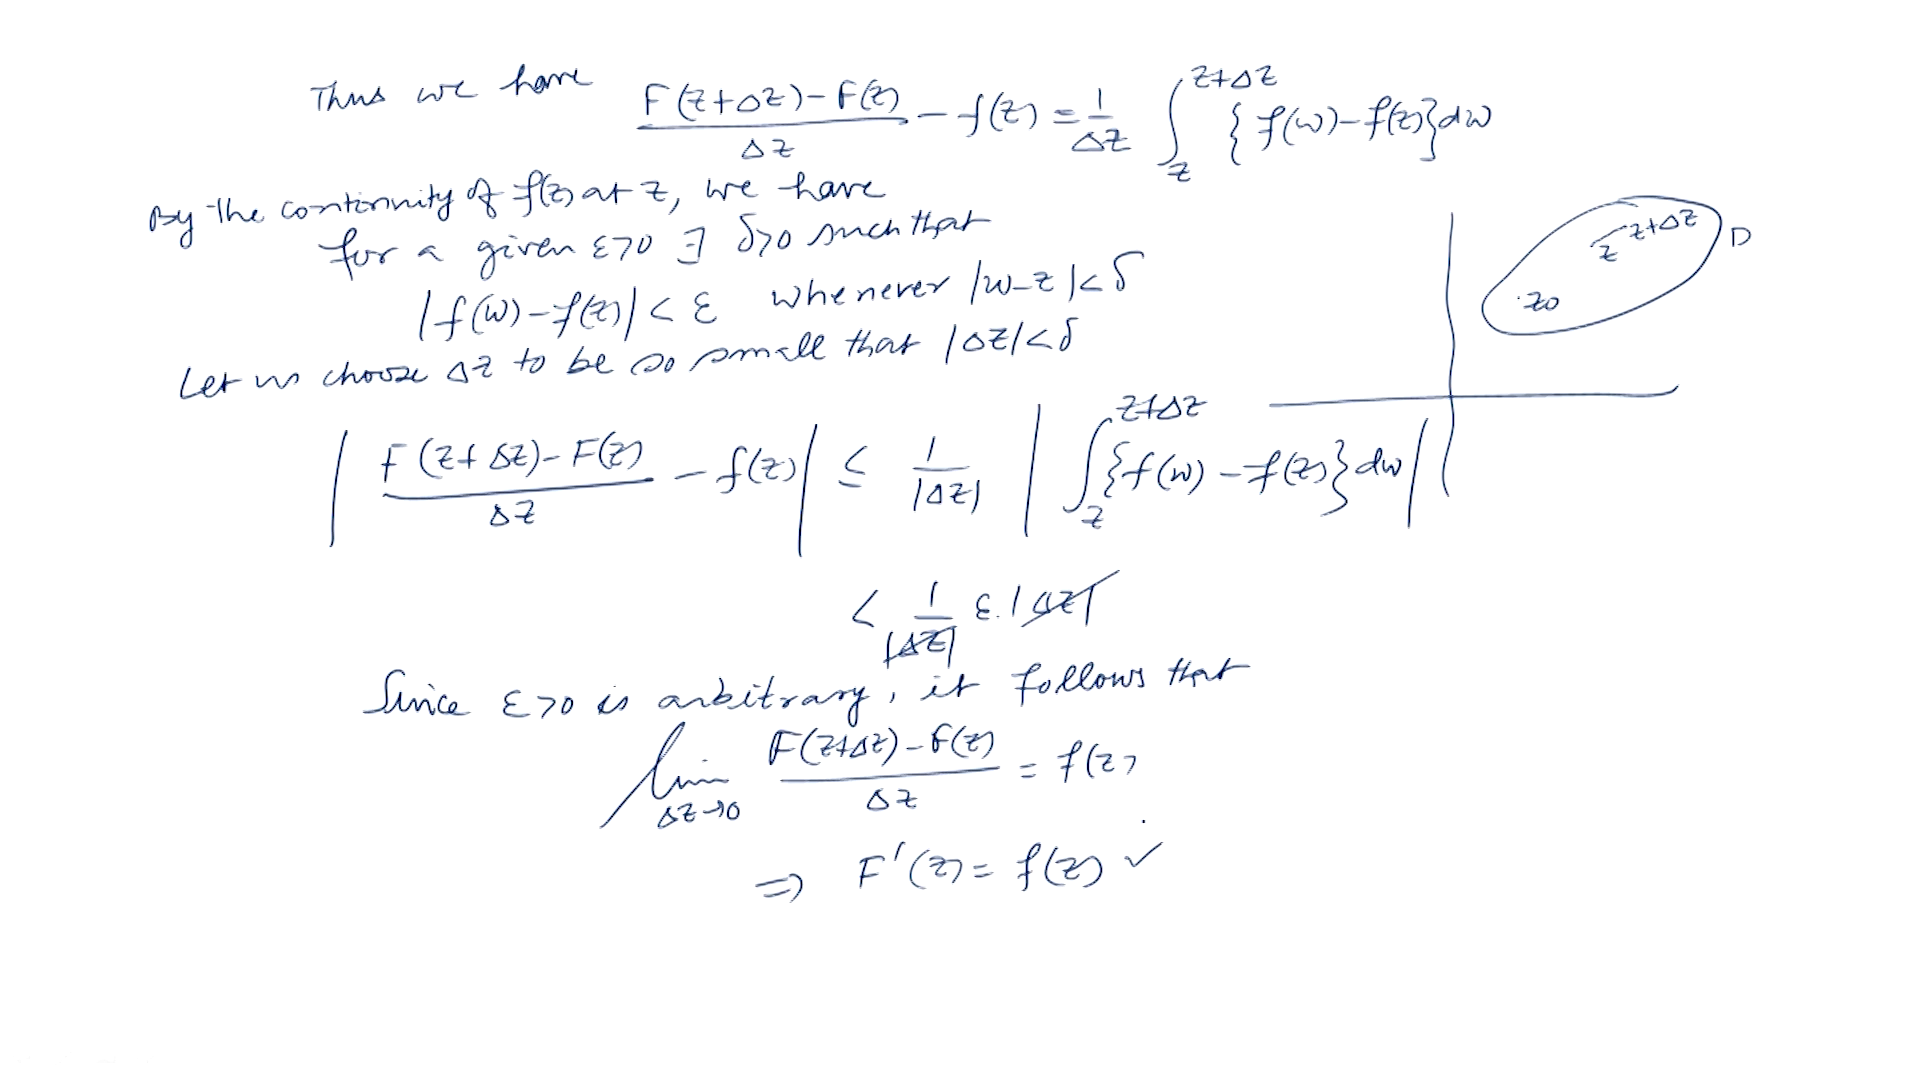 Thus we have (F(z+Δz)-F(z))/Δz - f(z) = 1/Δz ∫_z^{z+Δz} {f(w)-f(z)}dw
By the continuity of f(z) at z, we have
for a given ε>0 ∃ δ>0 such that
|f(w)-f(z)| < ε whenever |w-z|<δ
Let us choose Δz to be so small that |Δz|<δ
z z+Δz D
z0
|(F(z+Δz)-F(z))/Δz - f(z)| ≤ 1/|Δz| |∫_z^{z+Δz} {f(w)-f(z)}dw|
< 1/|Δz| ε.|Δz|
Since ε>0 is arbitrary, it follows that
lim_{Δz→0} (F(z+Δz)-F(z))/Δz = f(z)
⇒ F'(z) = f(z) ✓